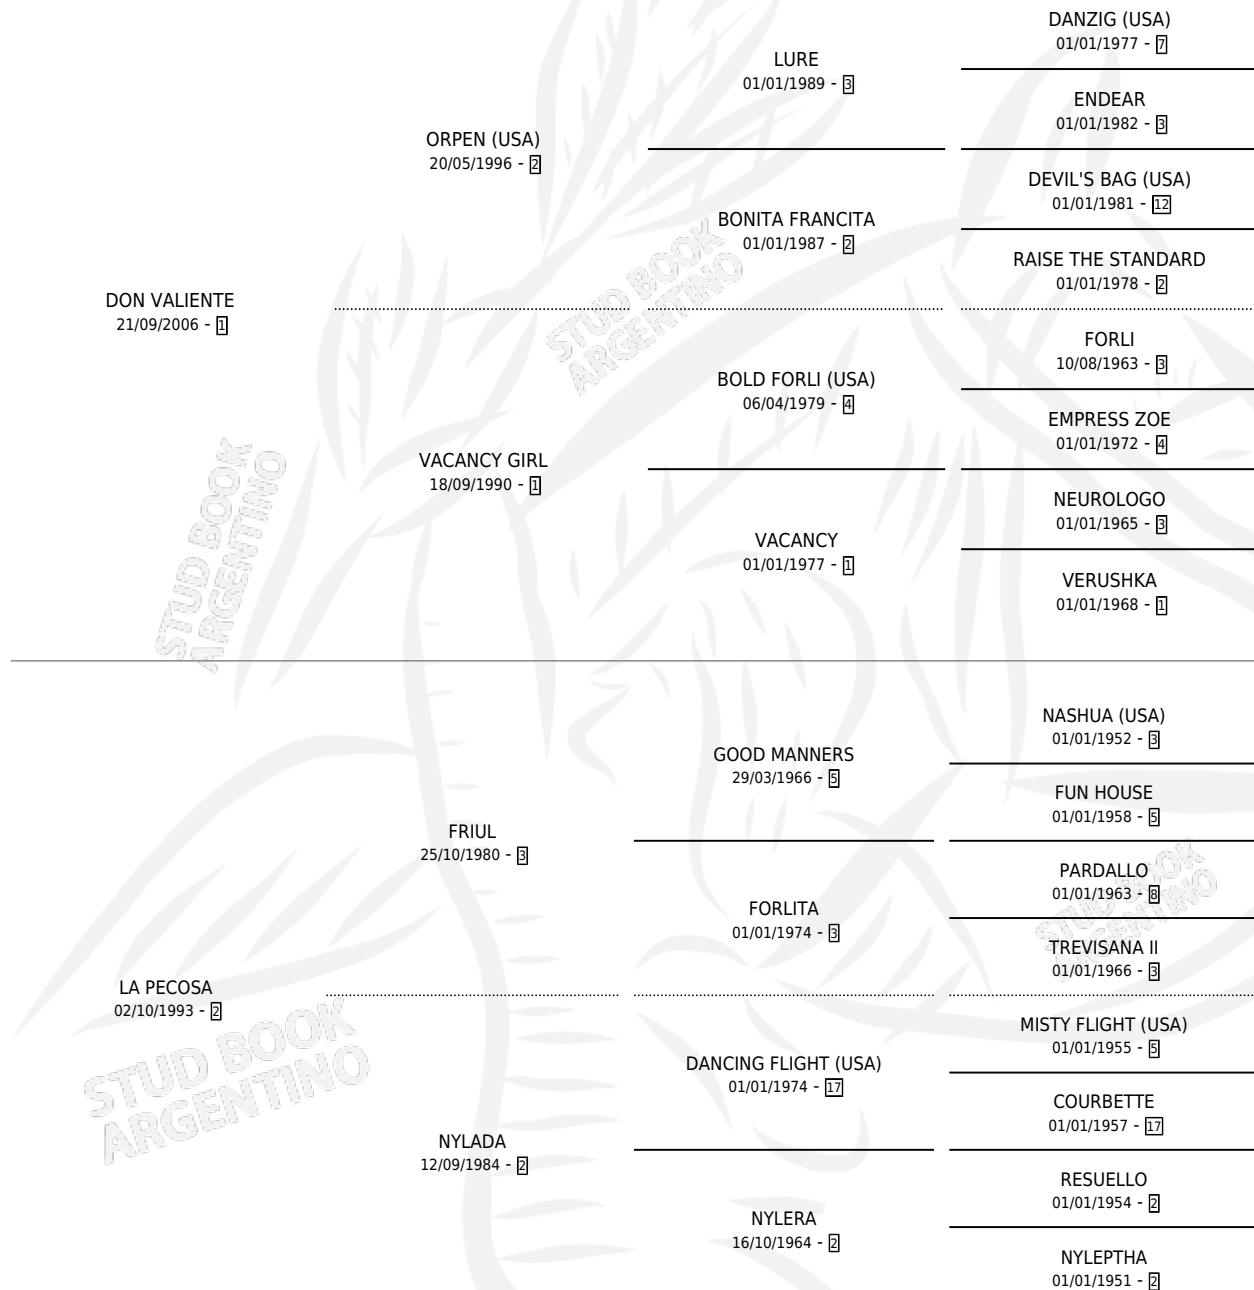 DON VALIENTE
21/09/2006 - 1
ORPEN (USA)
20/05/1996 - 2
LURE
01/01/1989 - 3
DANZIG (USA)
01/01/1977 - 7
ENDEAR
01/01/1982 - 3
BONITA FRANCITA
01/01/1987 - 2
DEVIL'S BAG (USA)
01/01/1981 - 12
RAISE THE STANDARD
01/01/1978 - 2
VACANCY GIRL
18/09/1990 - 1
BOLD FORLI (USA)
06/04/1979 - 4
FORLI
10/08/1963 - 3
EMPRESS ZOE
01/01/1972 - 4
VACANCY
01/01/1977 - 1
NEUROLOGO
01/01/1965 - 3
VERUSHKA
01/01/1968 - 1
LA PECOSA
02/10/1993 - 2
FRIUL
25/10/1980 - 3
GOOD MANNERS
29/03/1966 - 5
NASHUA (USA)
01/01/1952 - 3
FUN HOUSE
01/01/1958 - 5
FORLITA
01/01/1974 - 3
PARDALLO
01/01/1963 - 8
TREVISANA II
01/01/1966 - 3
NYLADA
12/09/1984 - 2
DANCING FLIGHT (USA)
01/01/1974 - 17
MISTY FLIGHT (USA)
01/01/1955 - 5
COURBETTE
01/01/1957 - 17
NYLERA
16/10/1964 - 2
RESUELLO
01/01/1954 - 2
NYLEPTHA
01/01/1951 - 2
STUD BOOK
ARGENTINO
STUD BOOK
ARGENTINO
STUD BOOK
ARGENTINO
STUD BOOK
ARGENTINO